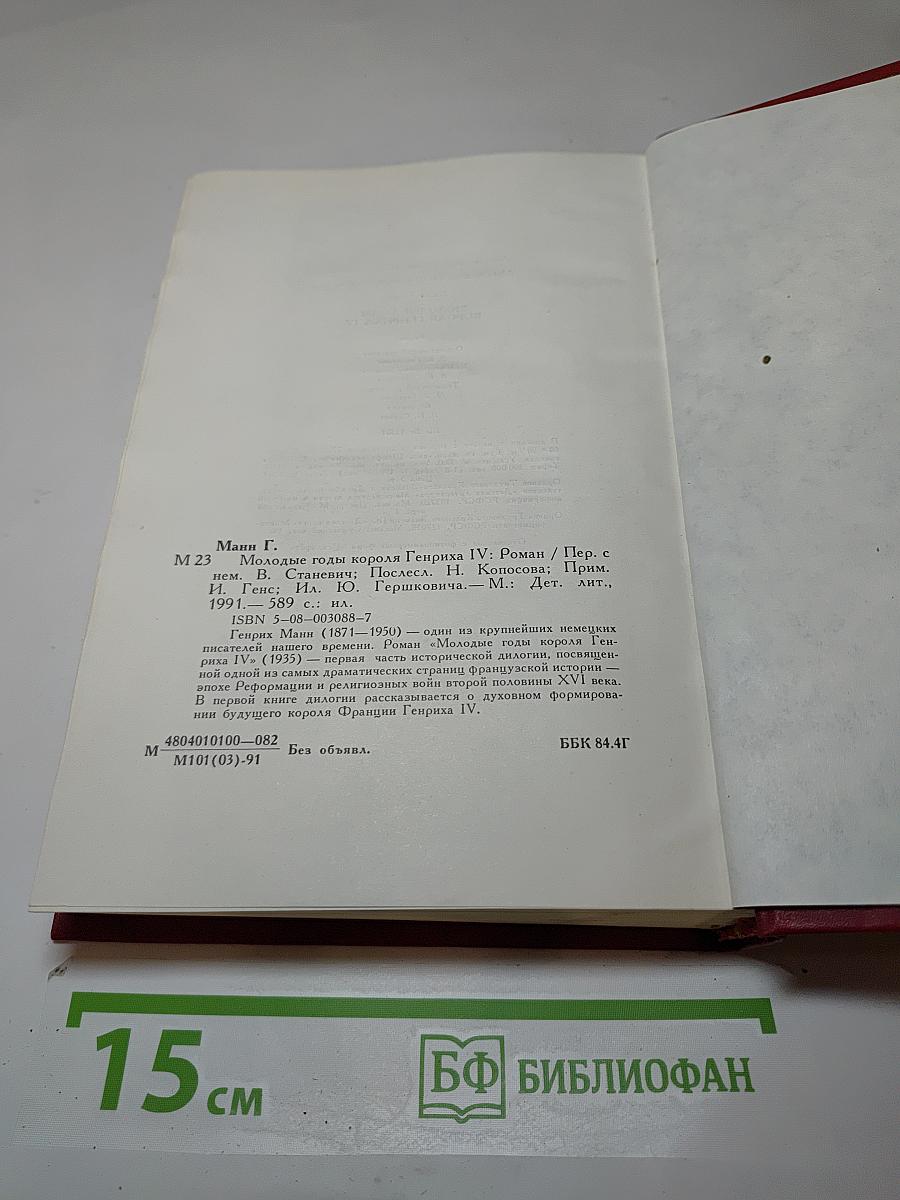 Манн Г.
М 23 Молодые годы короля Генриха IV: Роман / Пер. с
нем. В. Станевич; Послесл. Н. Копосова; Прим.
И. Генс; Ил. Ю. Гершковича.— М.: Дет. лит.,
1991.— 589 с.: ил.
ISBN 5—08—003088—7
Генрих Манн (1871—1950) — один из крупнейших немецких
писателей нашего времени. Роман «Молодые годы короля Ген-
риха IV» (1935) — первая часть исторической дилогии, посвящен-
ной одной из самых драматических страниц французской истории —
эпохе Реформации и религиозных войн второй половины XVI века.
В первой книге дилогии рассказывается о духовном формирова-
нии будущего короля Франции Генриха IV.
М 4804010100—082
М101(03)-91
Без объявл.
ББК 84.4Г
15 см
БФ БИБЛИОФАН